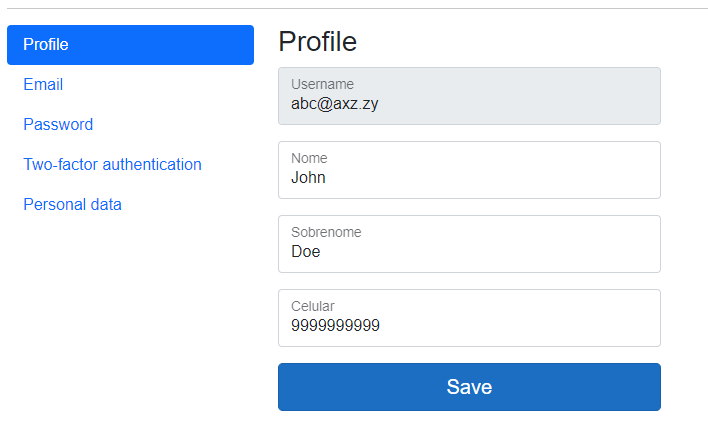 Profile
Email
Password
Two-factor authentication
Personal data
Profile
Username
abc@axz.zy
Nome
John
Sobrenome
Doe
Celular
9999999999
Save